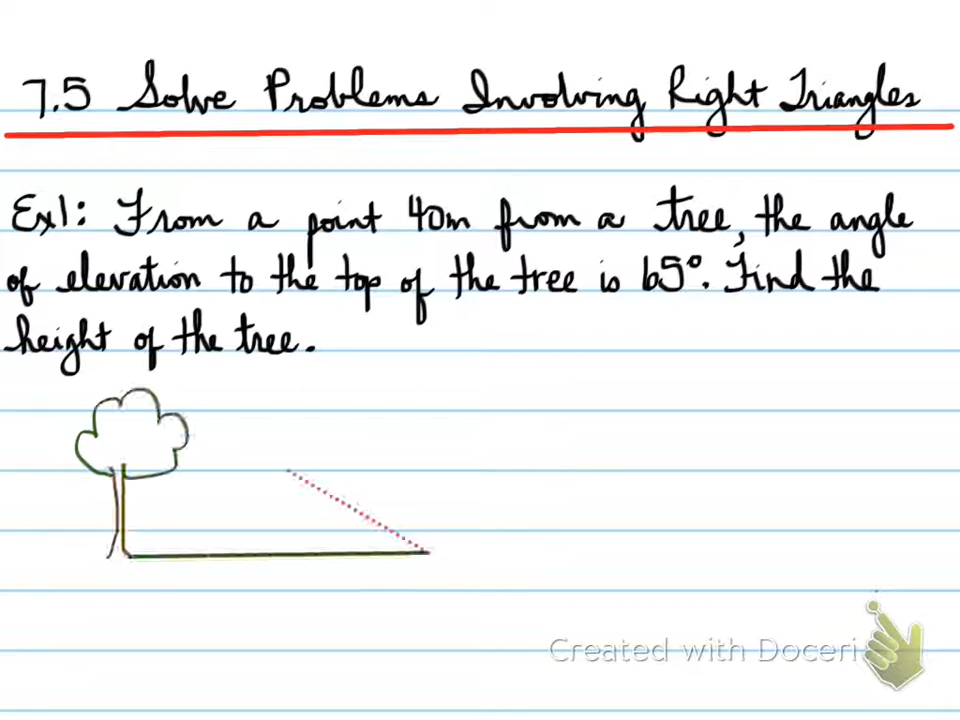 7.5 Solve Problems Involving Right Triangles
Ex1: From a point 40m from a tree, the angle
of elevation to the top of the tree is 65°. Find the
height of the tree.
Created with Doceri